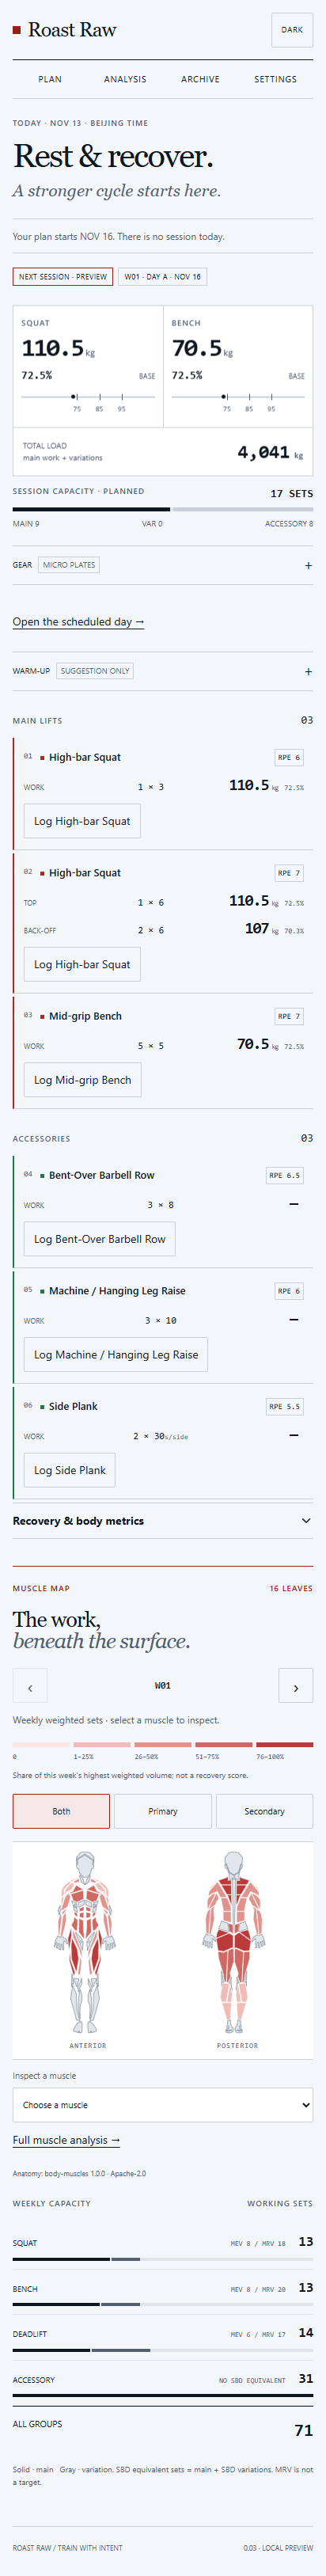 Roast Raw
DARK
PLAN ANALYSIS ARCHIVE SETTINGS
TODAY · NOV 13 · BEIJING TIME
Rest & recover.
A stronger cycle starts here.
Your plan starts NOV 16. There is no session today.
NEXT SESSION · PREVIEW W01 · DAY A · NOV 16
SQUAT
110.5 kg
72.5% BASE
75 85 95
BENCH
70.5 kg
72.5% BASE
75 85 95
TOTAL LOAD
main work + variations
4,041 kg
SESSION CAPACITY · PLANNED 17 SETS
MAIN 9 VAR 0 ACCESSORY 8
GEAR MICRO PLATES +
Open the scheduled day →
WARM-UP SUGGESTION ONLY +
MAIN LIFTS 03
01 High-bar Squat RPE 6
WORK 1 × 3 110.5 kg 72.5%
Log High-bar Squat
02 High-bar Squat RPE 7
TOP 1 × 6 110.5 kg 72.5%
BACK-OFF 2 × 6 107 kg 70.3%
Log High-bar Squat
03 Mid-grip Bench RPE 7
WORK 5 × 5 70.5 kg 72.5%
Log Mid-grip Bench
ACCESSORIES 03
04 Bent-Over Barbell Row RPE 6.5
WORK 3 × 8 —
Log Bent-Over Barbell Row
05 Machine / Hanging Leg Raise RPE 6
WORK 3 × 10 —
Log Machine / Hanging Leg Raise
06 Side Plank RPE 5.5
WORK 2 × 30s/side —
Log Side Plank
Recovery & body metrics
MUSCLE MAP 16 LEAVES
The work,
beneath the surface.
‹ W01 ›
Weekly weighted sets · select a muscle to inspect.
0 1–25% 26–50% 51–75% 76–100%
Share of this week's highest weighted volume; not a recovery score.
Both Primary Secondary
ANTERIOR POSTERIOR
Inspect a muscle
Choose a muscle
Full muscle analysis →
Anatomy: body-muscles 1.0.0 · Apache-2.0
WEEKLY CAPACITY WORKING SETS
SQUAT MEV 8 / MRV 18 13
BENCH MEV 8 / MRV 20 13
DEADLIFT MEV 6 / MRV 17 14
ACCESSORY NO SBD EQUIVALENT 31
ALL GROUPS 71
Solid · main Gray · variation. SBD equivalent sets = main + SBD variations. MRV is not
a target.
ROAST RAW / TRAIN WITH INTENT 0.03 · LOCAL PREVIEW